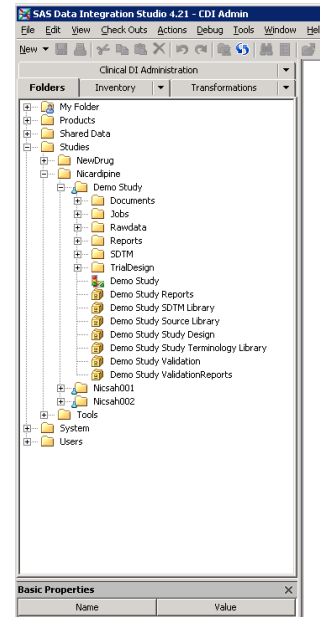 SAS Data Integration Studio 4.21 - CDI Admin
File Edit View Check Outs Actions Debug Tools Window
New
Clinical DI Administration
Folders Inventory Transformations
My Folder
Products
Shared Data
Studies
NewDrug
Nicardipine
Demo Study
Documents
Jobs
Rawdata
Reports
SDTM
TrialDesign
Demo Study
Demo Study Reports
Demo Study SDTM Library
Demo Study Source Library
Demo Study Study Design
Demo Study Study Terminology Library
Demo Study Validation
Demo Study ValidationReports
Nicsah001
Nicsah002
Tools
System
Users
Basic Properties
Name Value